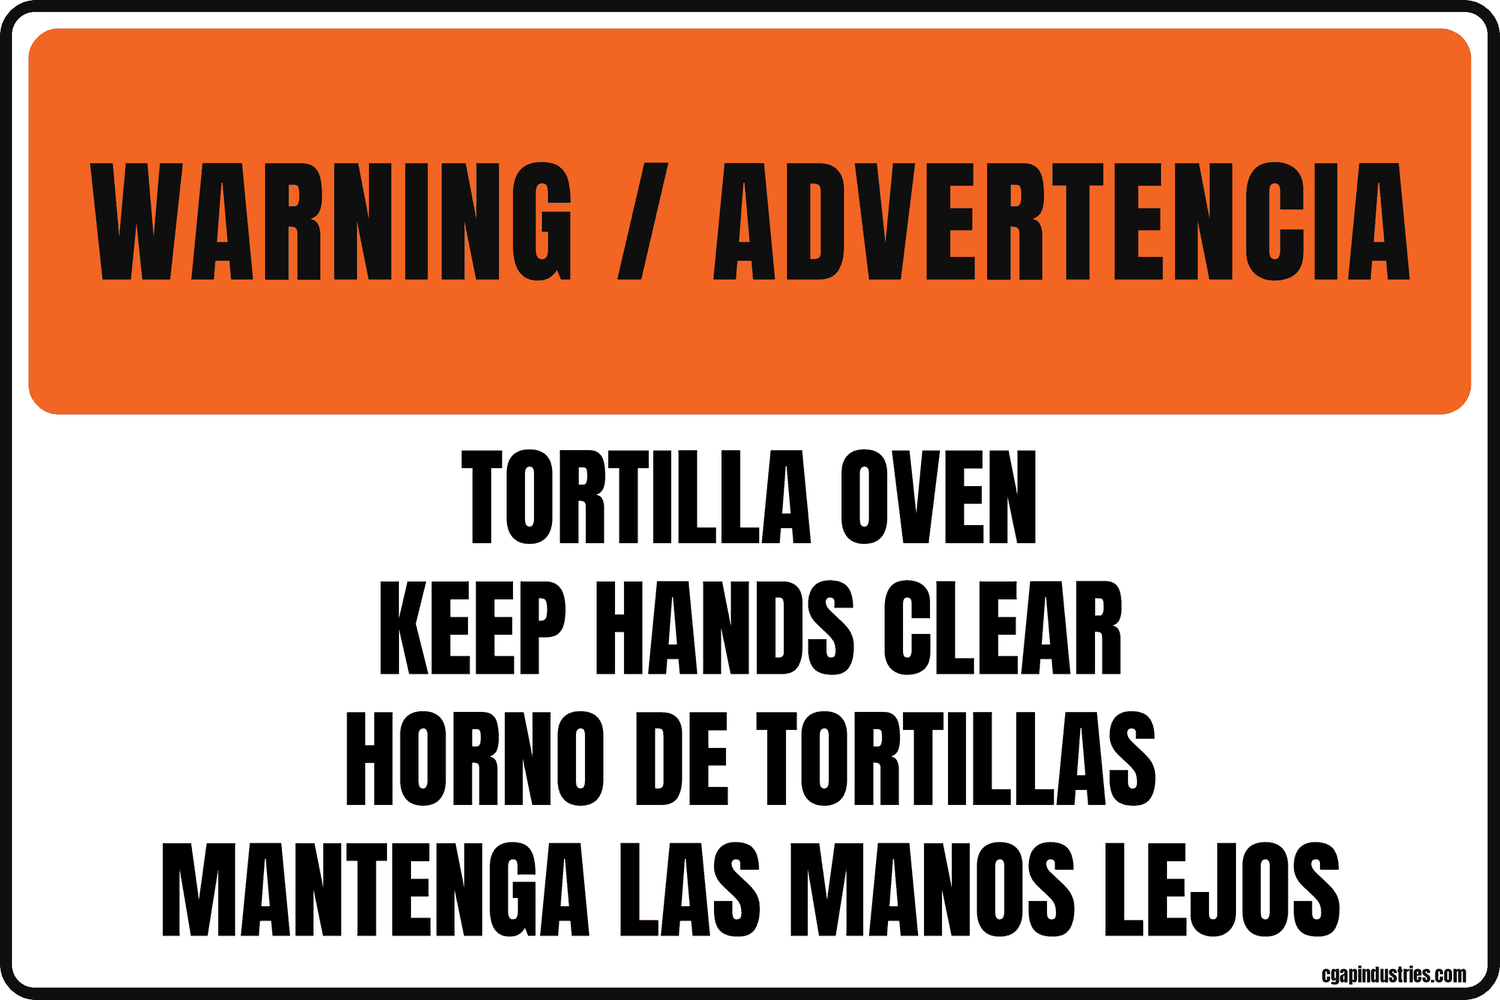 WARNING / ADVERTENCIA
TORTILLA OVEN
KEEP HANDS CLEAR
HORNO DE TORTILLAS
MANTENGA LAS MANOS LEJOS
cgapindustries.com